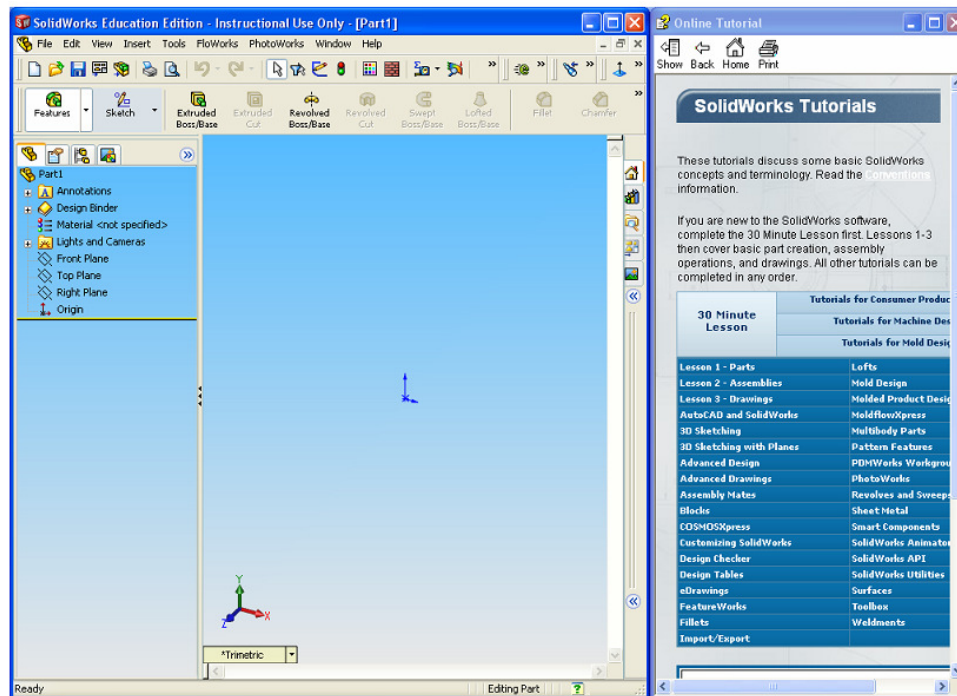 SolidWorks Education Edition - Instructional Use Only - [Part1]
File Edit View Insert Tools FloWorks PhotoWorks Window Help
Features
Sketch
Extruded Boss/Base
Extruded Cut
Revolved Boss/Base
Revolved Cut
Swept Boss/Base
Lofted Boss/Base
Fillet
Chamfer
Part1
Annotations
Design Binder
Material <not specified>
Lights and Cameras
Front Plane
Top Plane
Right Plane
Origin
Y
X
Z
*Trimetric
Ready
Editing Part
Online Tutorial
Show Back Home Print
SolidWorks Tutorials
These tutorials discuss some basic SolidWorks
concepts and terminology. Read the Conventions
information.
If you are new to the SolidWorks software,
complete the 30 Minute Lesson first. Lessons 1-3
then cover basic part creation, assembly
operations, and drawings. All other tutorials can be
completed in any order.
30 Minute
Lesson
Tutorials for Consumer Produc
Tutorials for Machine Des
Tutorials for Mold Desig
Lesson 1 - Parts Lofts
Lesson 2 - Assemblies Mold Design
Lesson 3 - Drawings Molded Product Desig
AutoCAD and SolidWorks MoldflowXpress
3D Sketching Multibody Parts
3D Sketching with Planes Pattern Features
Advanced Design PDMWorks Workgrou
Advanced Drawings PhotoWorks
Assembly Mates Revolves and Sweeps
Blocks Sheet Metal
COSMOSXpress Smart Components
Customizing SolidWorks SolidWorks Animator
Design Checker SolidWorks API
Design Tables SolidWorks Utilities
eDrawings Surfaces
FeatureWorks Toolbox
Fillets Weldments
Import/Export